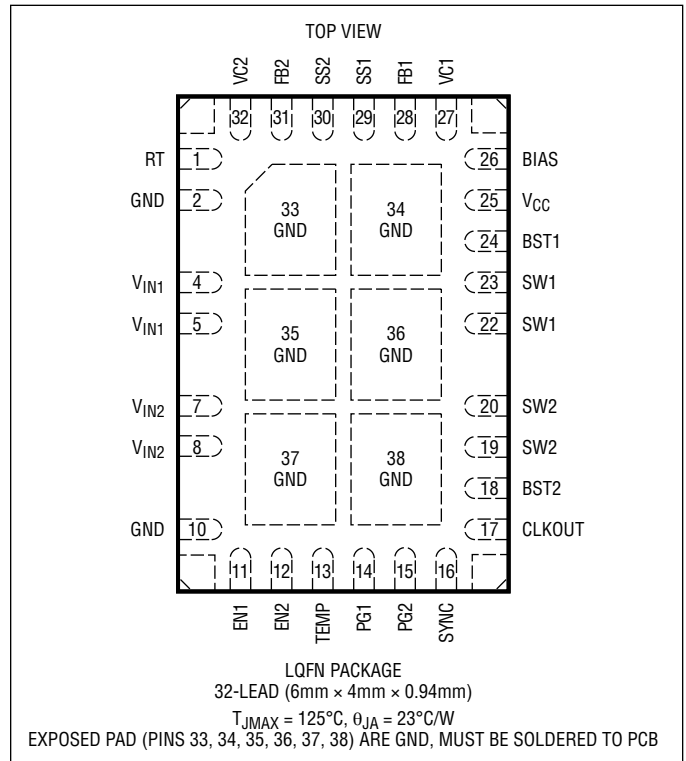 TOP VIEW
VC2 FB2 SS2 SS1 FB1 VC1
32 31 30 29 28 27
RT 1 26 BIAS
GND 2 25 VCC
33 GND
34 GND
24 BST1
VIN1 4 23 SW1
VIN1 5 22 SW1
35 GND
36 GND
VIN2 7 20 SW2
VIN2 8 19 SW2
37 GND
38 GND
18 BST2
GND 10 17 CLKOUT
11 12 13 14 15 16
EN1 EN2 TEMP PG1 PG2 SYNC
LQFN PACKAGE
32-LEAD (6mm × 4mm × 0.94mm)
TJMAX = 125°C, θJA = 23°C/W
EXPOSED PAD (PINS 33, 34, 35, 36, 37, 38) ARE GND, MUST BE SOLDERED TO PCB